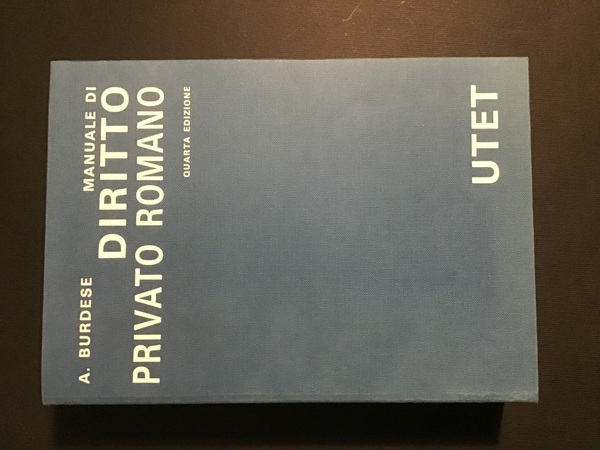 A. BURDESE MANUALE DI
DIRITTO
PRIVATO ROMANO
QUARTA EDIZIONE
UTET